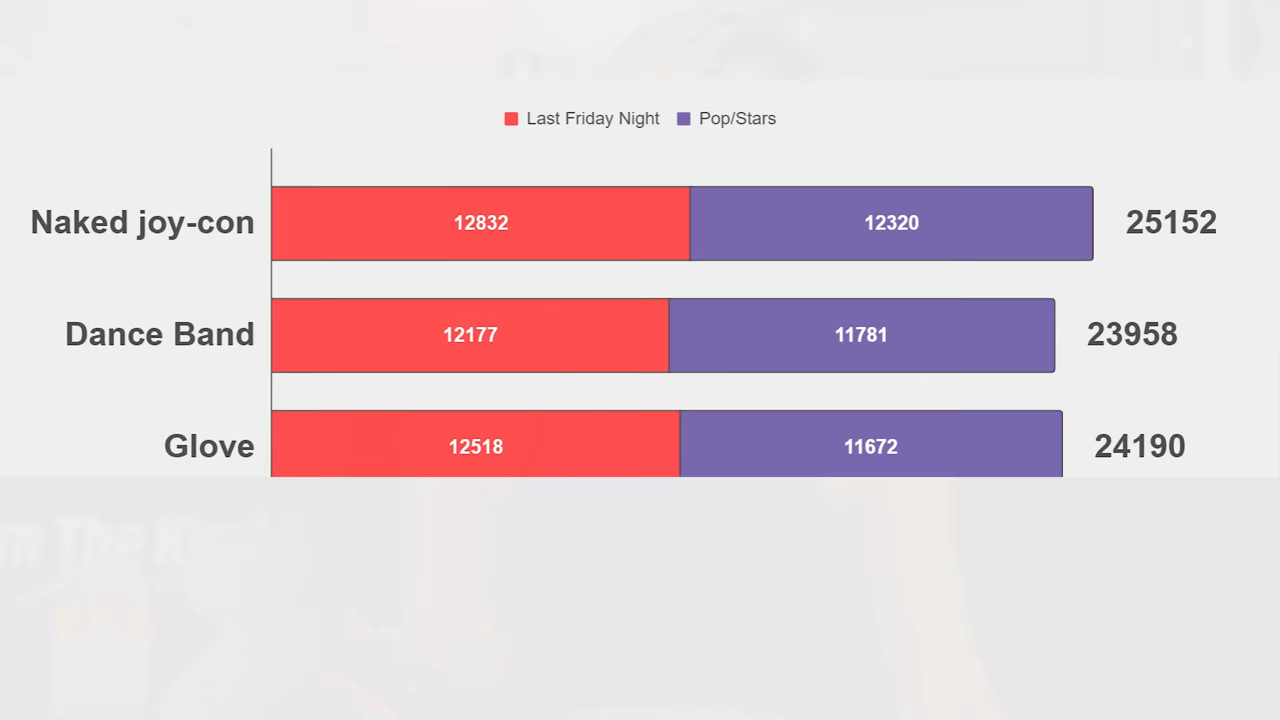 Last Friday Night Pop/Stars
Naked joy-con 12832 12320 25152
Dance Band 12177 11781 23958
Glove 12518 11672 24190
The